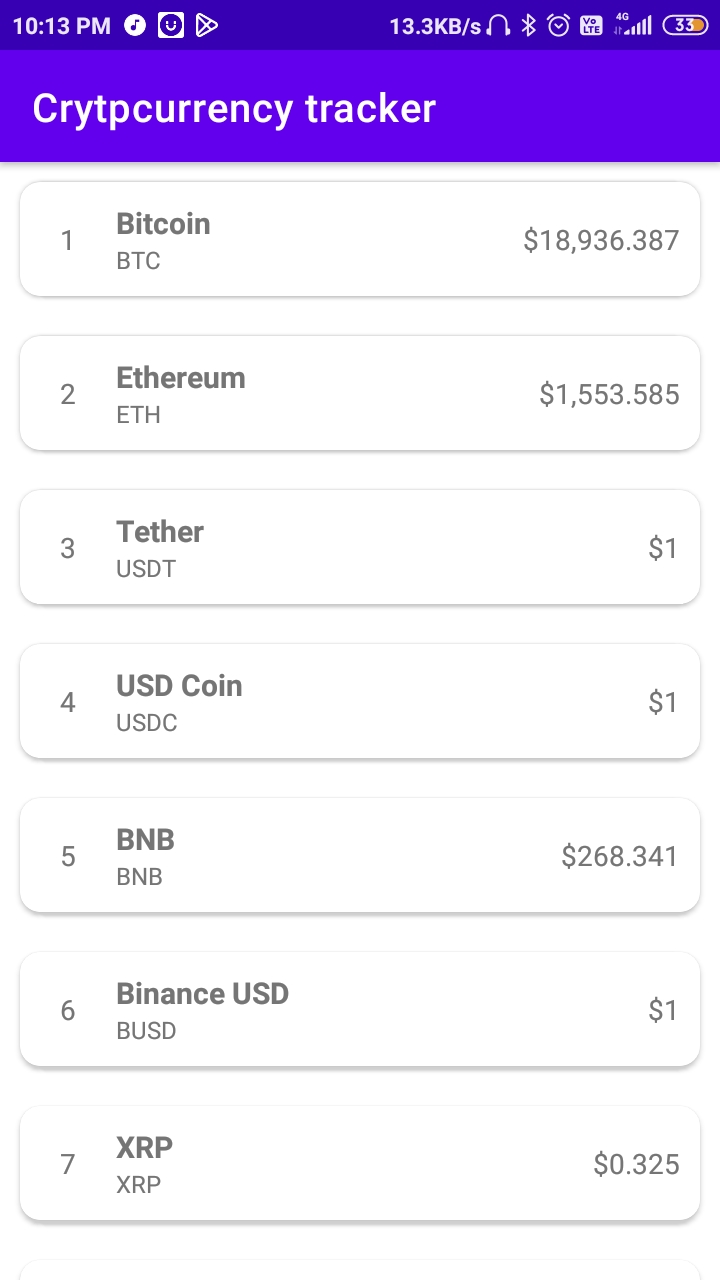 10:13 PM 13.3KB/s Vo LTE 4G 33
Crytpcurrency tracker
1 Bitcoin $18,936.387
BTC
2 Ethereum $1,553.585
ETH
3 Tether $1
USDT
4 USD Coin $1
USDC
5 BNB $268.341
BNB
6 Binance USD $1
BUSD
7 XRP $0.325
XRP